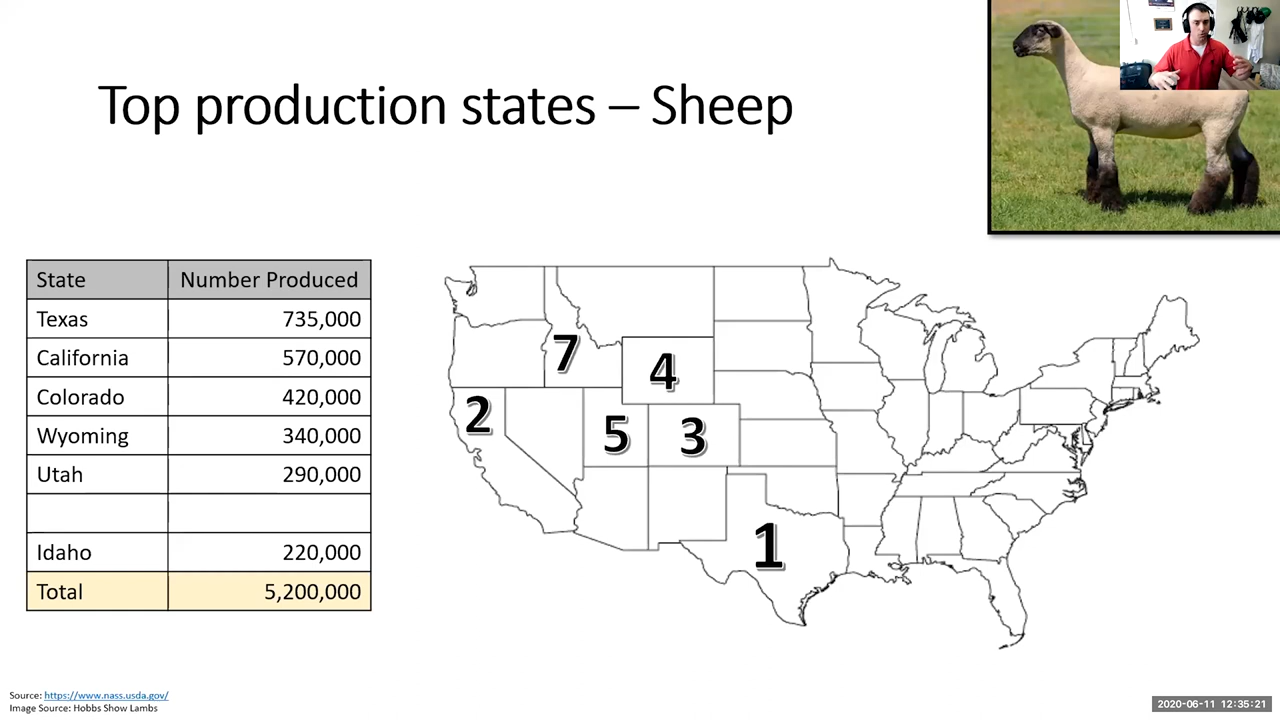 Top production states – Sheep
State Number Produced
Texas 735,000
California 570,000
Colorado 420,000
Wyoming 340,000
Utah 290,000
Idaho 220,000
Total 5,200,000
7
4
2
5
3
1
Source: https://www.nass.usda.gov/
Image Source: Hobbs Show Lambs
2020-06-11 12:35:21